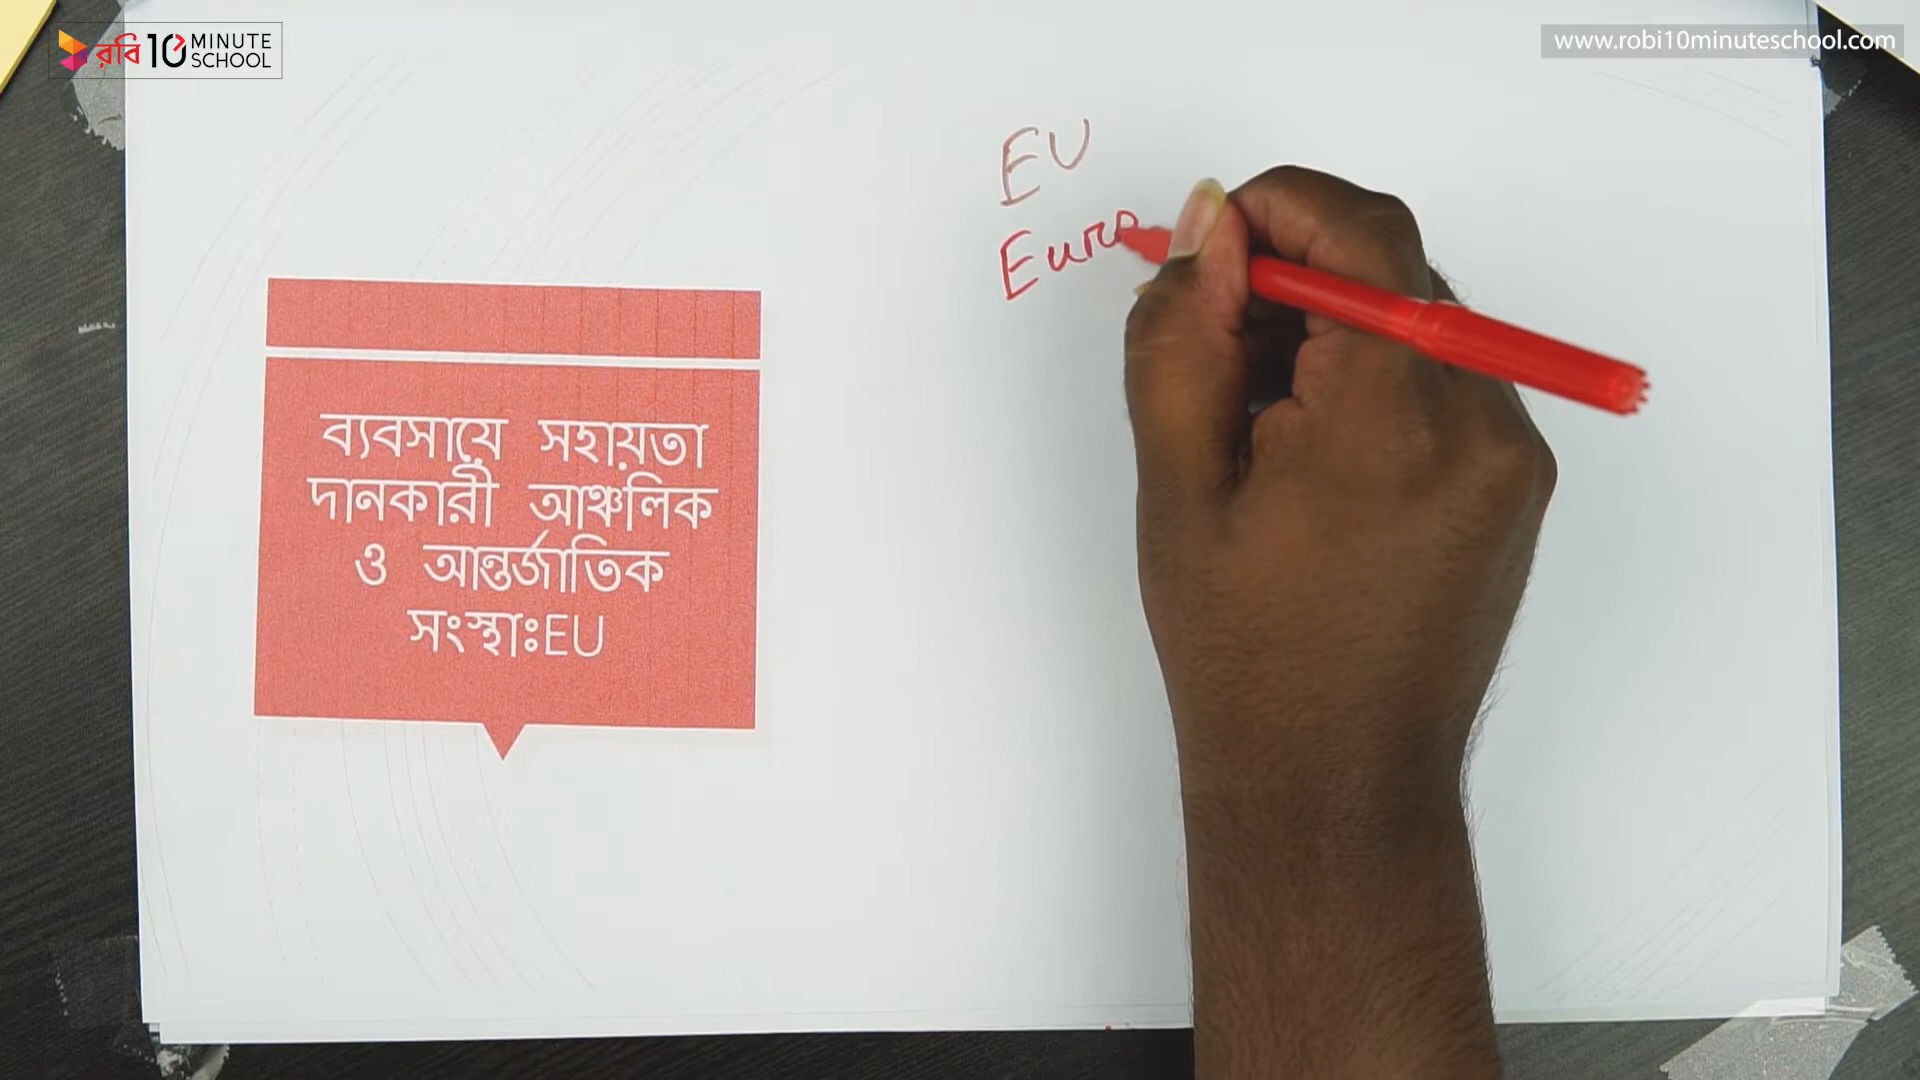 রবি 10 MINUTE SCHOOL
www.robi10minuteschool.com
EU
Euro
ব্যবসায়ে সহায়তা
দানকারী আঞ্চলিক
ও আন্তর্জাতিক
সংস্থাঃEU